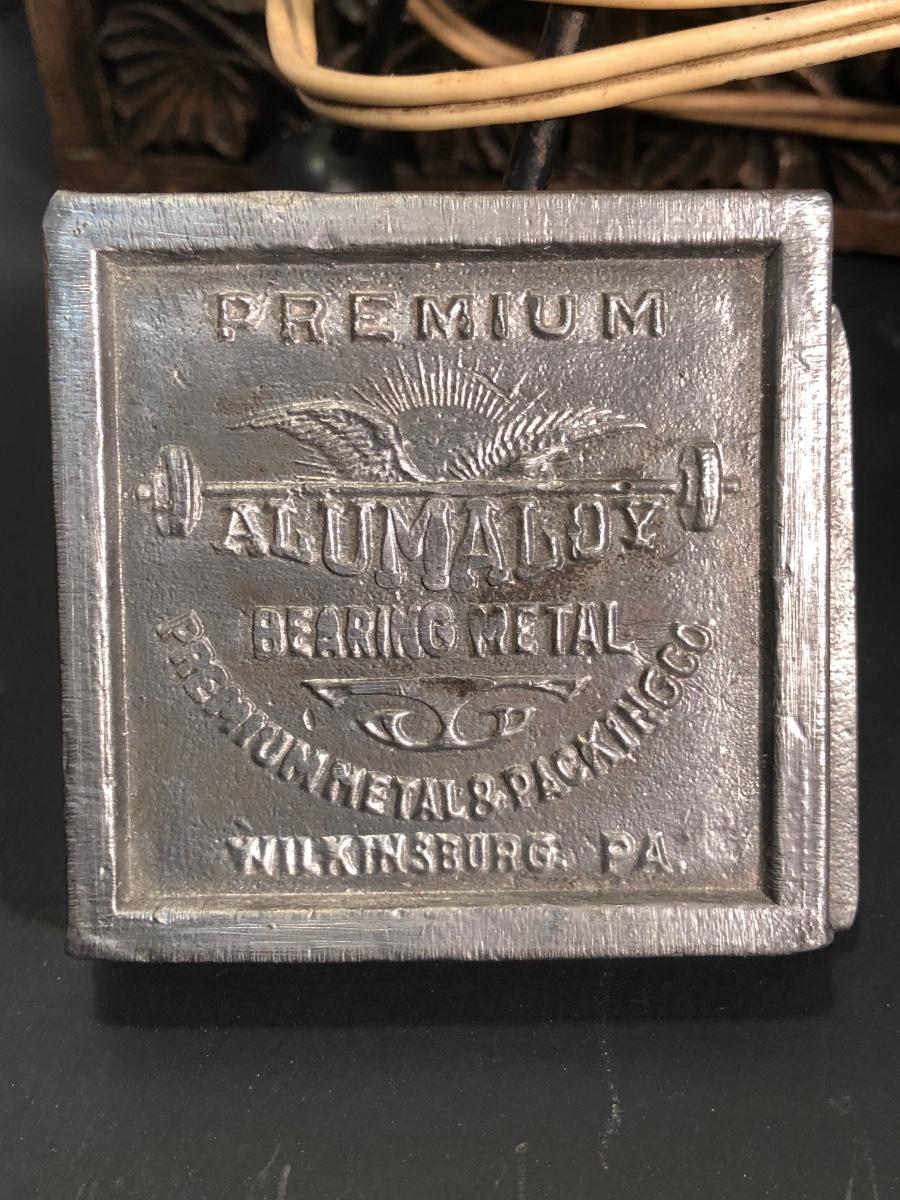 PREMIUM
ALUMALOY
BEARING METAL
PREMIUM METAL & PACKING CO.
WILKINSBURG. PA.